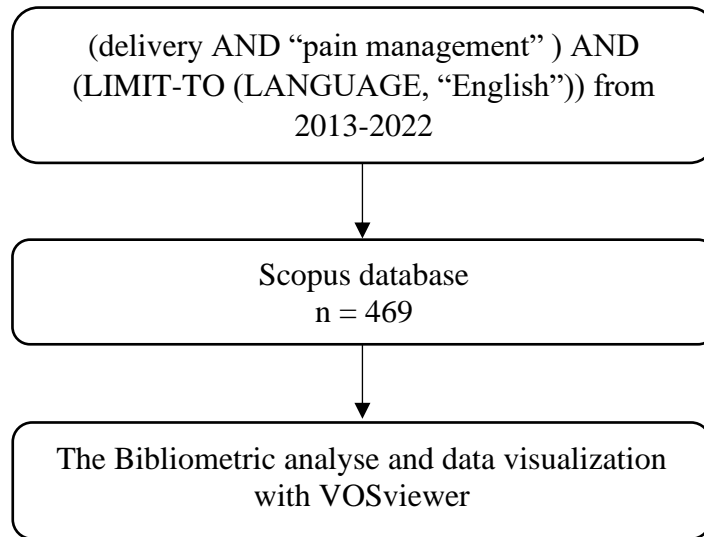 (delivery AND “pain management” ) AND
(LIMIT-TO (LANGUAGE, “English”)) from
2013-2022
Scopus database
n = 469
The Bibliometric analyse and data visualization
with VOSviewer